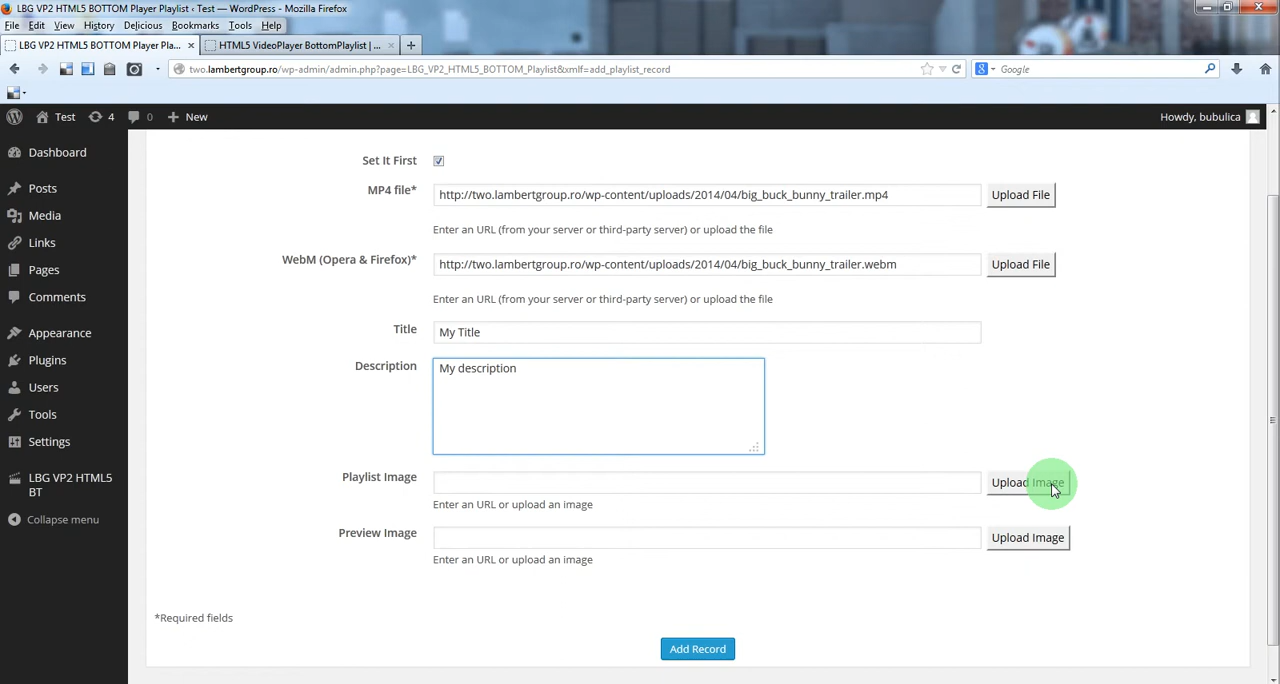 LBG VP2 HTML5 BOTTOM Player Playlist ‹ Test — WordPress - Mozilla Firefox
File Edit View History Delicious Bookmarks Tools Help
LBG VP2 HTML5 BOTTOM Player Pla... × HTML5 VideoPlayer BottomPlaylist | ... × +
two.lambertgroup.ro/wp-admin/admin.php?page=LBG_VP2_HTML5_BOTTOM_Playlist&xmlf=add_playlist_record
Google
Test 4 0 + New
Howdy, bubulica
Dashboard
Posts
Media
Links
Pages
Comments
Appearance
Plugins
Users
Tools
Settings
LBG VP2 HTML5
BT
Collapse menu
Set It First
MP4 file* http://two.lambertgroup.ro/wp-content/uploads/2014/04/big_buck_bunny_trailer.mp4 Upload File
Enter an URL (from your server or third-party server) or upload the file
WebM (Opera & Firefox)* http://two.lambertgroup.ro/wp-content/uploads/2014/04/big_buck_bunny_trailer.webm Upload File
Enter an URL (from your server or third-party server) or upload the file
Title My Title
Description My description
Playlist Image Upload Image
Enter an URL or upload an image
Preview Image Upload Image
Enter an URL or upload an image
*Required fields
Add Record